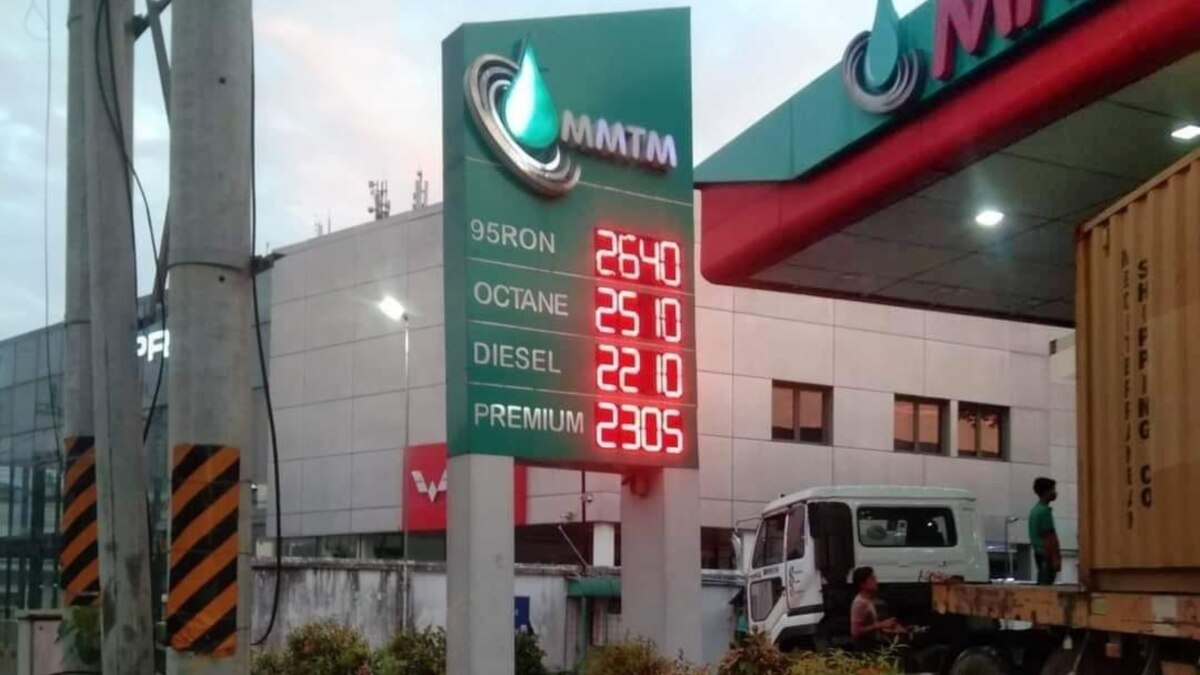 MMTM
95RON 2640
OCTANE 2510
DIESEL 2210
PREMIUM 2305
SHIPPING CO